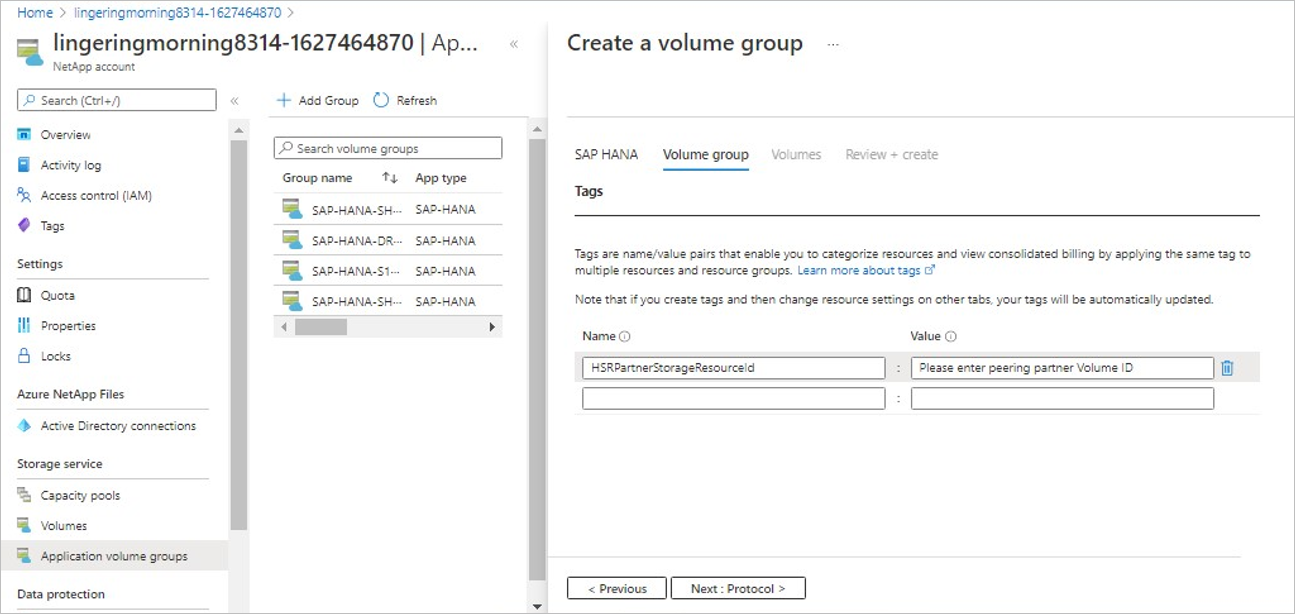 Home > lingeringmorning8314-1627464870 >
lingeringmorning8314-1627464870 | Ap...
NetApp account
Search (Ctrl+/)
Overview
Activity log
Access control (IAM)
Tags
Settings
Quota
Properties
Locks
Azure NetApp Files
Active Directory connections
Storage service
Capacity pools
Volumes
Application volume groups
Data protection
Add Group
Refresh
Search volume groups
Group name App type
SAP-HANA-SH... SAP-HANA
SAP-HANA-DR... SAP-HANA
SAP-HANA-S1... SAP-HANA
SAP-HANA-SH... SAP-HANA
Create a volume group ...
SAP HANA Volume group Volumes Review + create
Tags
Tags are name/value pairs that enable you to categorize resources and view consolidated billing by applying the same tag to
multiple resources and resource groups. Learn more about tags
Note that if you create tags and then change resource settings on other tabs, your tags will be automatically updated.
Name Value
HSRPartnerStorageResourceId : Please enter peering partner Volume ID
:
< Previous Next : Protocol >